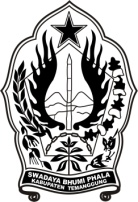 SWADAYA BHUMI PHALA
KABUPATEN TEMANGGUNG